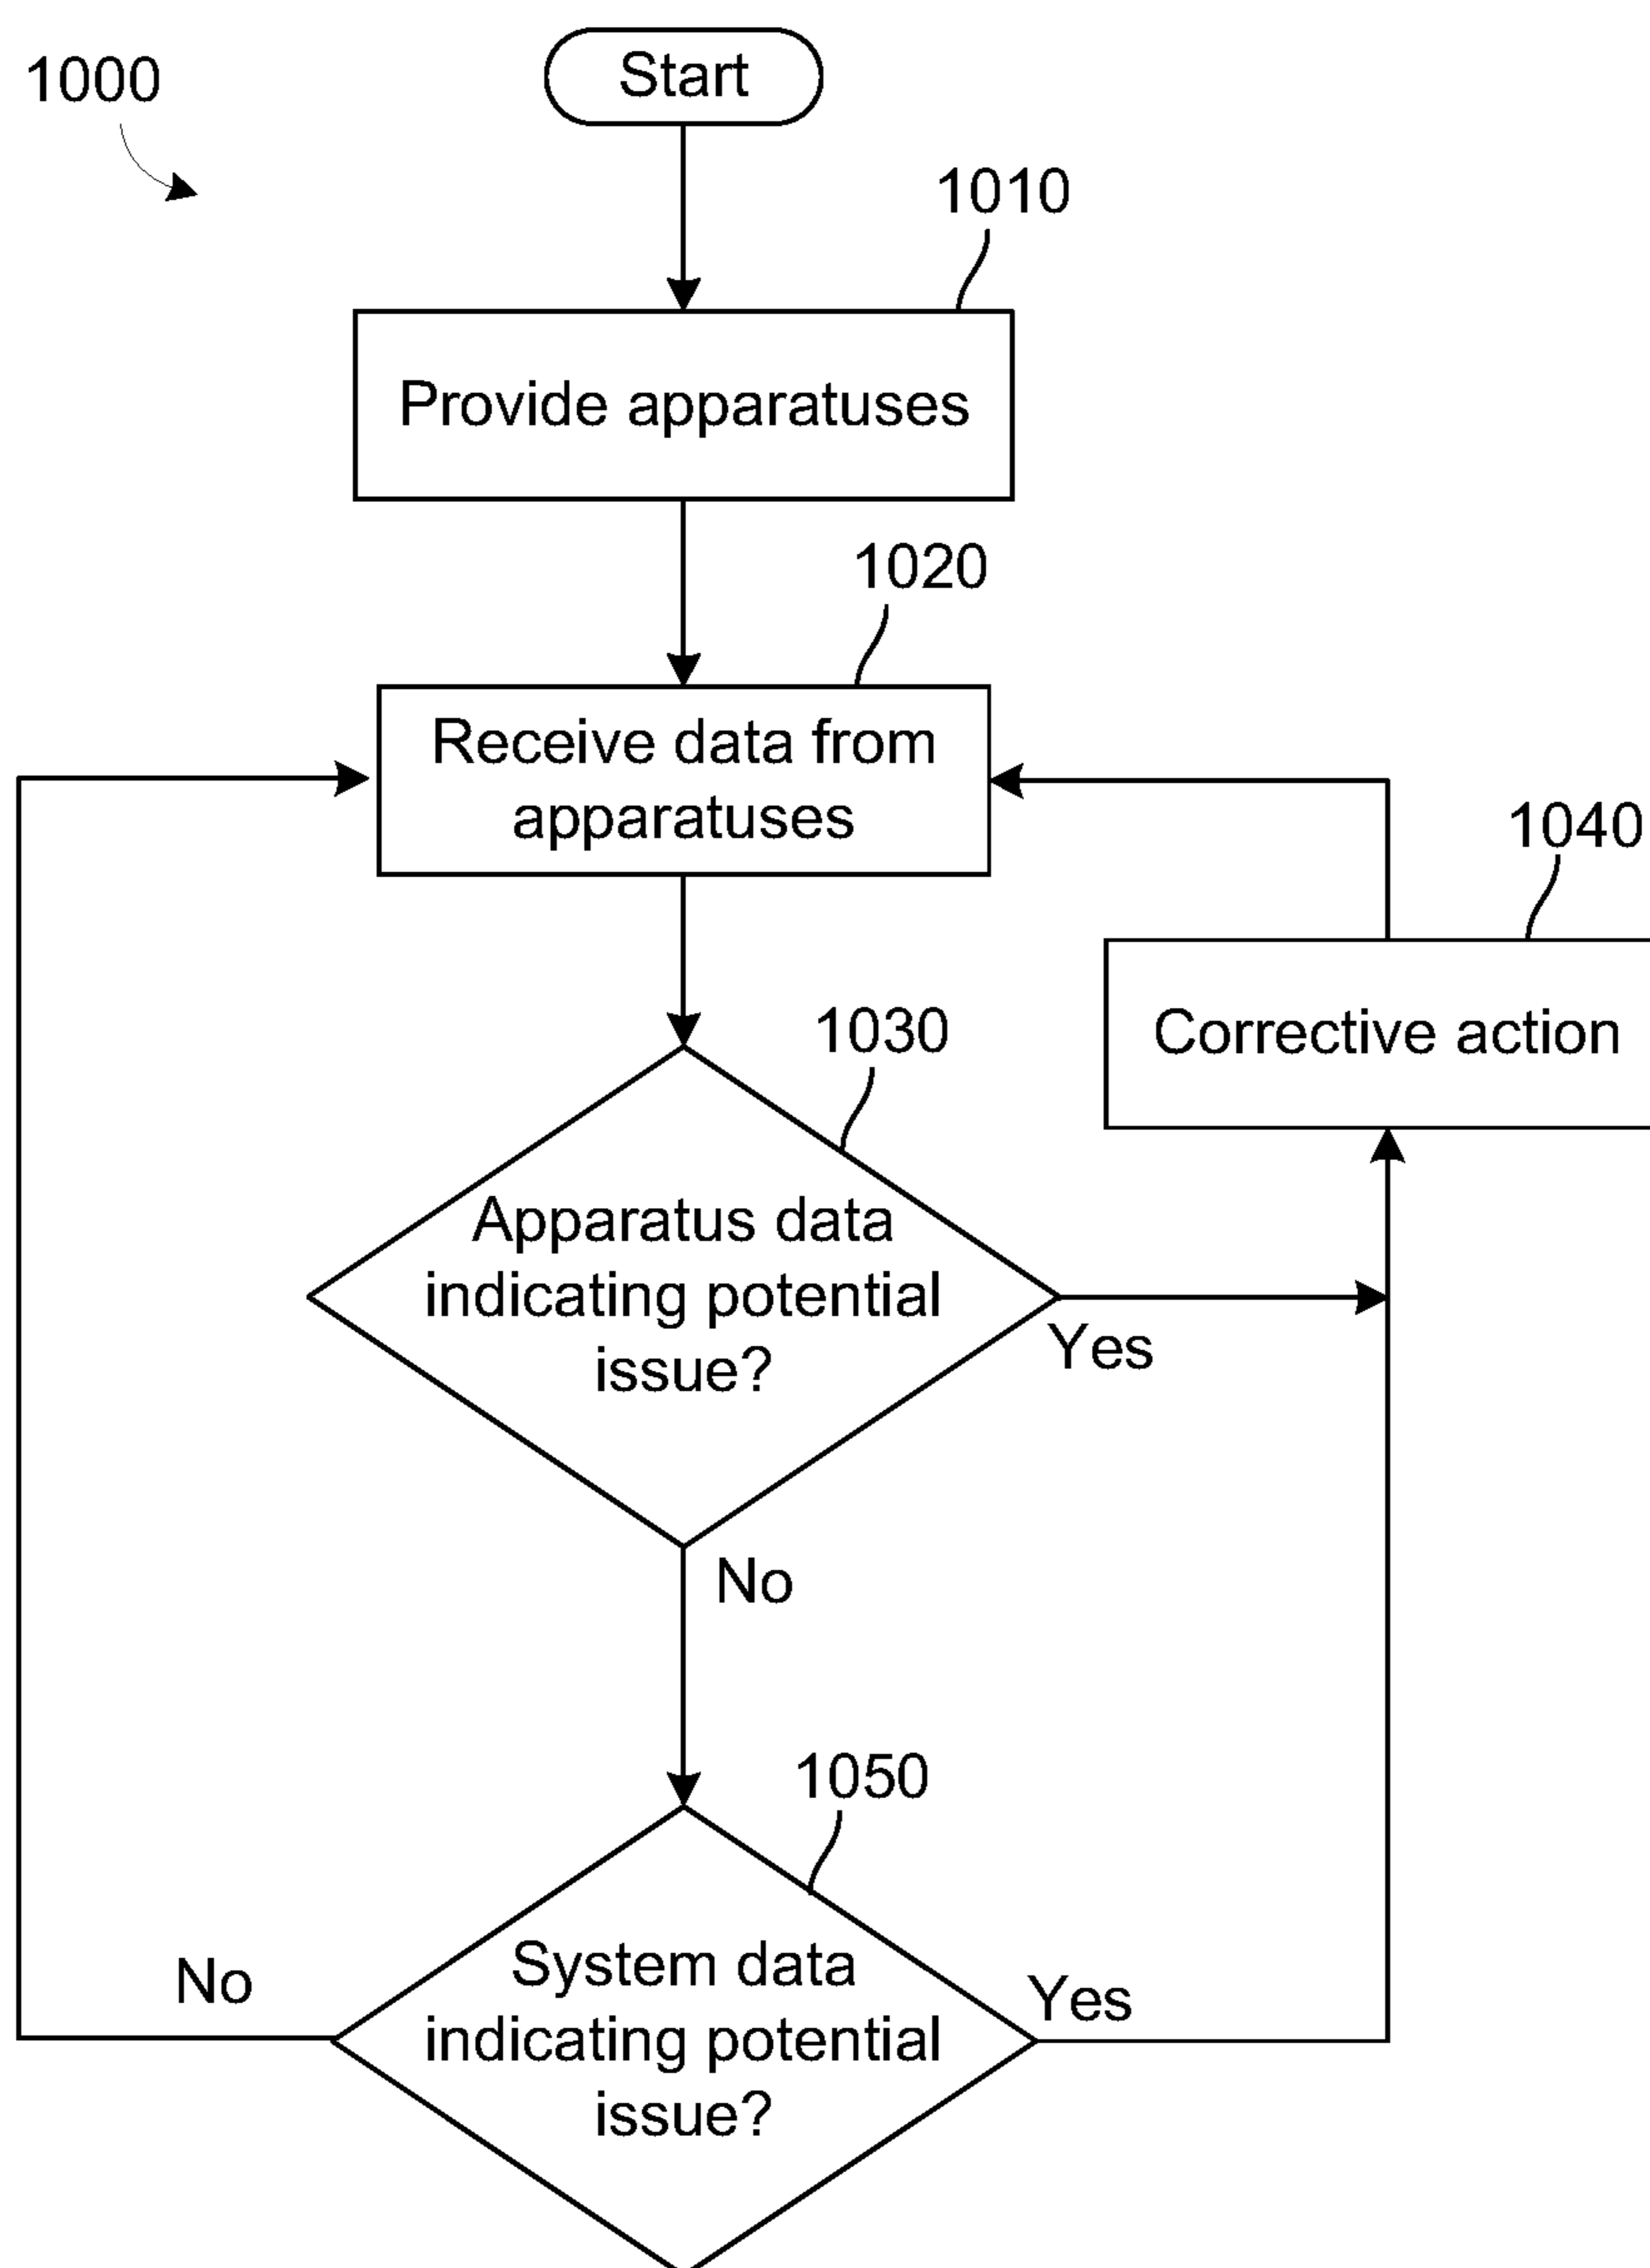 1000
Start
1010
Provide apparatuses
1020
Receive data from
apparatuses
1040
Corrective action
1030
Apparatus data
indicating potential
issue?
Yes
No
1050
System data
indicating potential
issue?
No
Yes